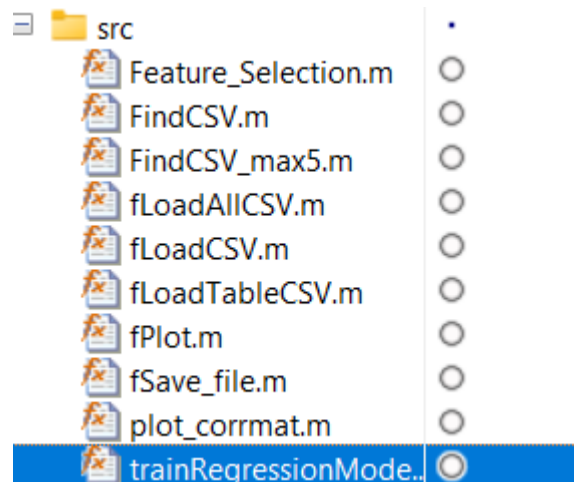 src
Feature_Selection.m
FindCSV.m
FindCSV_max5.m
fLoadAllCSV.m
fLoadCSV.m
fLoadTableCSV.m
fPlot.m
fSave_file.m
plot_corrmat.m
trainRegressionMode..